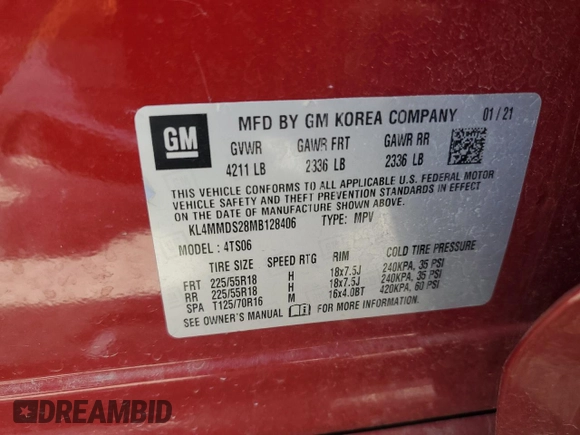 GM
MFD BY GM KOREA COMPANY 01/21
GVWR GAWR FRT GAWR RR
4211 LB 2336 LB 2336 LB
THIS VEHICLE CONFORMS TO ALL APPLICABLE U.S. FEDERAL MOTOR
VEHICLE SAFETY AND THEFT PREVENTION STANDARDS IN EFFECT
ON THE DATE OF MANUFACTURE SHOWN ABOVE.
KL4MMDS28MB128406 TYPE: MPV
MODEL: 4TS06
TIRE SIZE SPEED RTG RIM COLD TIRE PRESSURE
FRT 225/55R18 H 18x7.5J 240KPA, 35 PSI
RR 225/55R18 H 18x7.5J 240KPA, 35 PSI
SPA T125/70R16 M 16x4.0BT 420KPA, 60 PSI
SEE OWNER'S MANUAL i FOR MORE INFORMATION.
DREAMBID